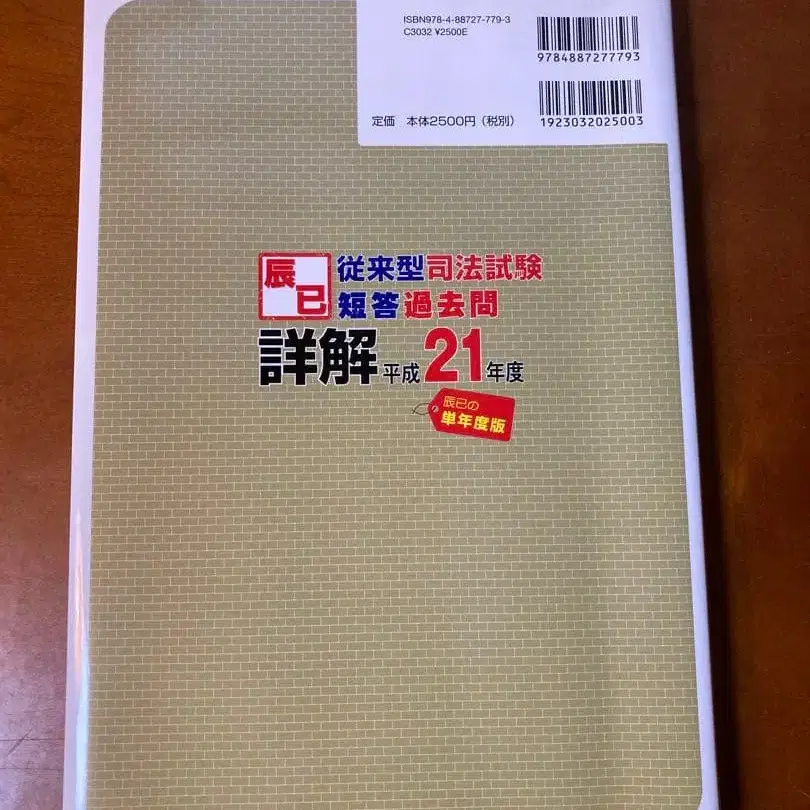 ISBN978-4-88727-779-3
C3032 ¥2500E
9784887277793
定価 本体2500円（税別）
1923032025003
辰已
従来型司法試験
短答過去問
詳解平成21年度
辰已の
単年度版